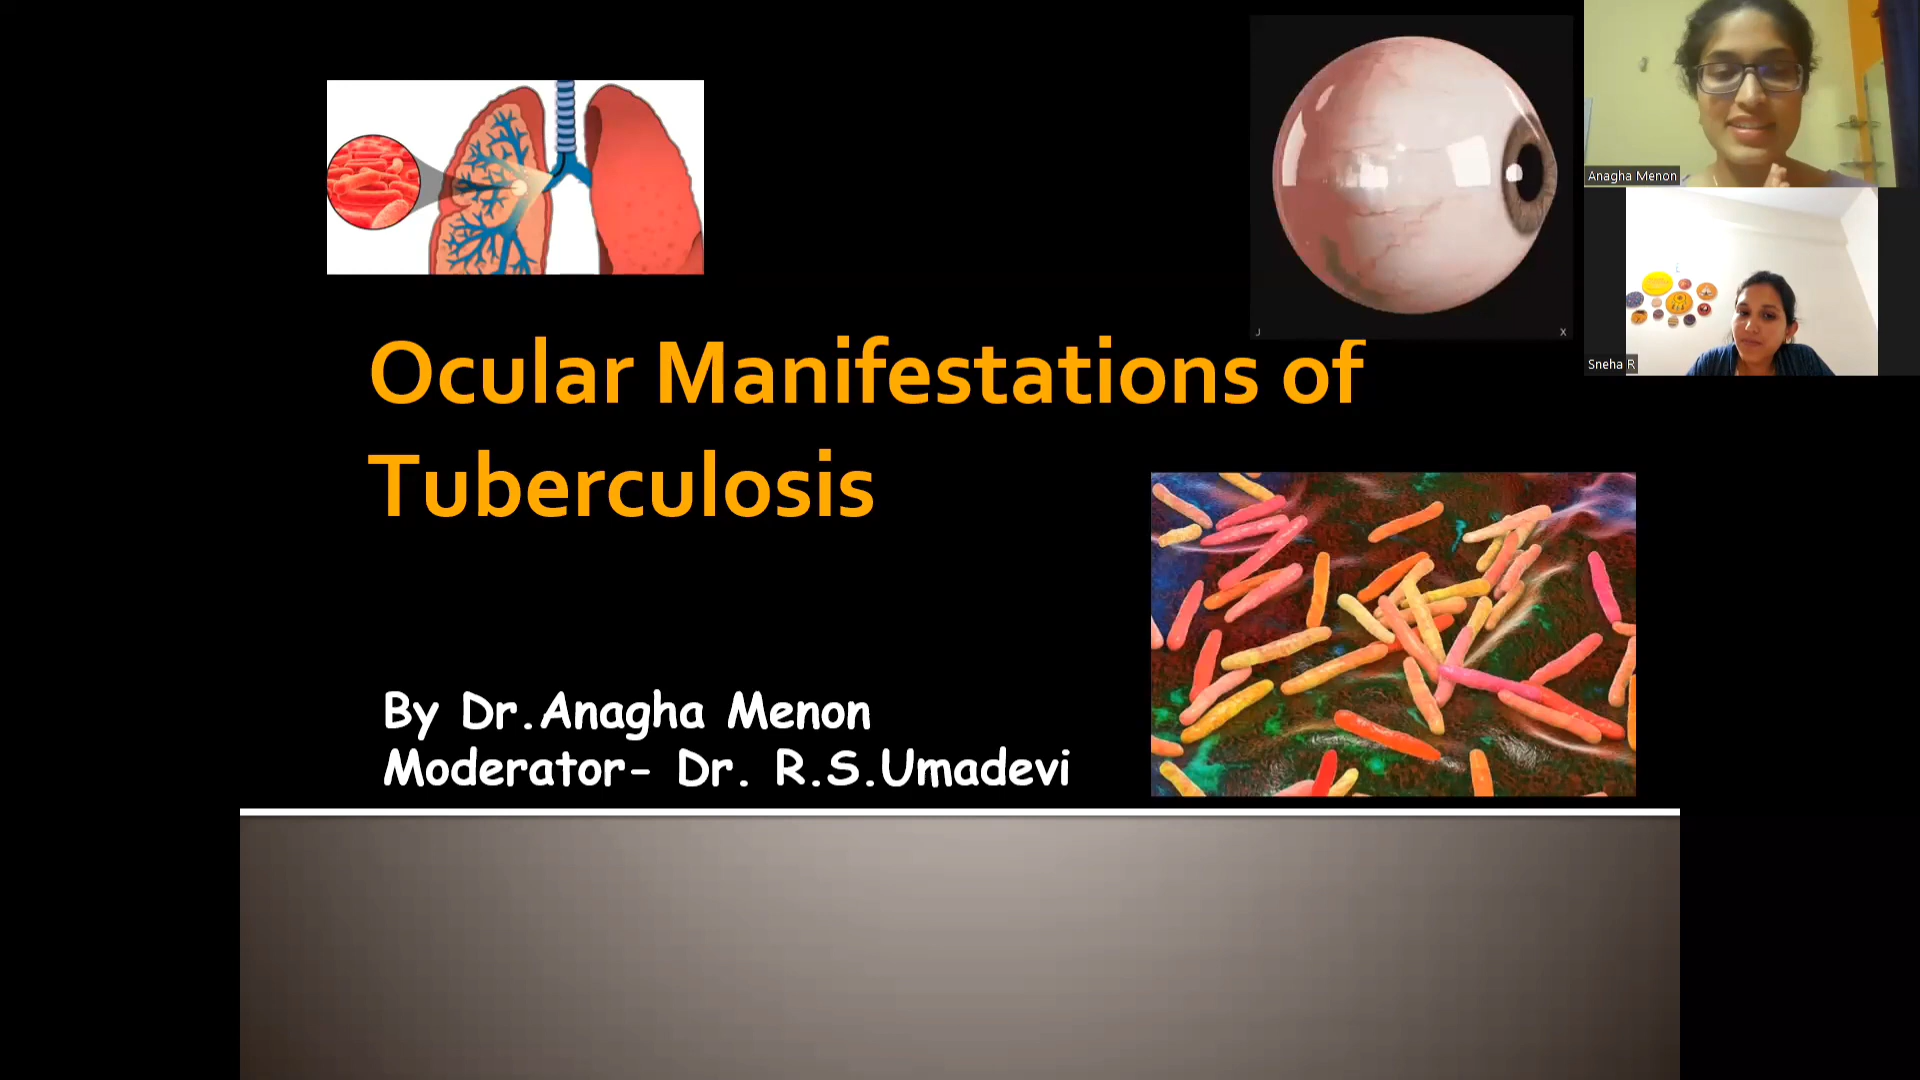 Ocular Manifestations of
Tuberculosis
By Dr.Anagha Menon
Moderator- Dr. R.S.Umadevi
Anagha Menon
Sneha R